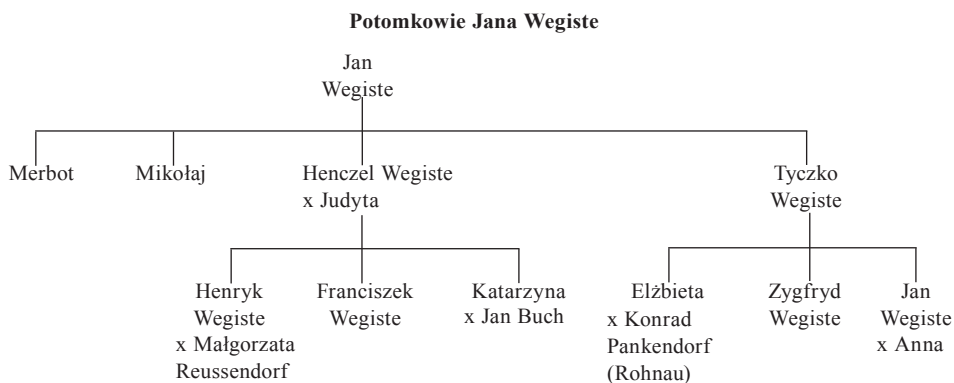 Potomkowie Jana Wegiste
Jan
Wegiste
Merbot
Mikołaj
Henczel Wegiste
x Judyta
Tyczko
Wegiste
Henryk
Wegiste
x Małgorzata
Reussendorf
Franciszek
Wegiste
Katarzyna
x Jan Buch
Elżbieta
x Konrad
Pankendorf
(Rohnau)
Zygfryd
Wegiste
Jan
Wegiste
x Anna